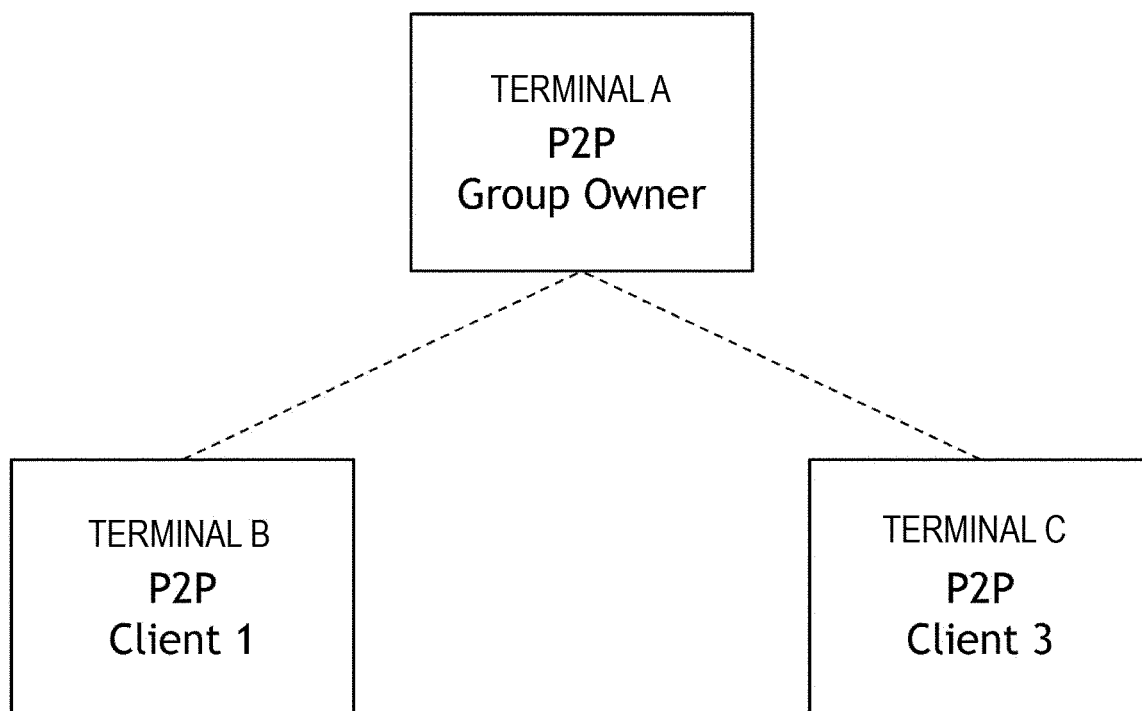 TERMINAL A
P2P
Group Owner
TERMINAL B
P2P
Client 1
TERMINAL C
P2P
Client 3